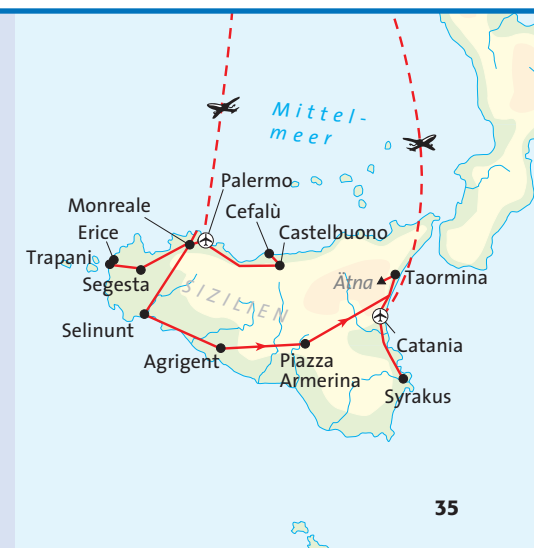 Mittel-
meer
Palermo
Monreale
Cefalù
Erice
Castelbuono
Trapani
Segesta
Ätna
Taormina
SIZILIEN
Selinunt
Catania
Agrigent
Piazza
Armerina
Syrakus
35